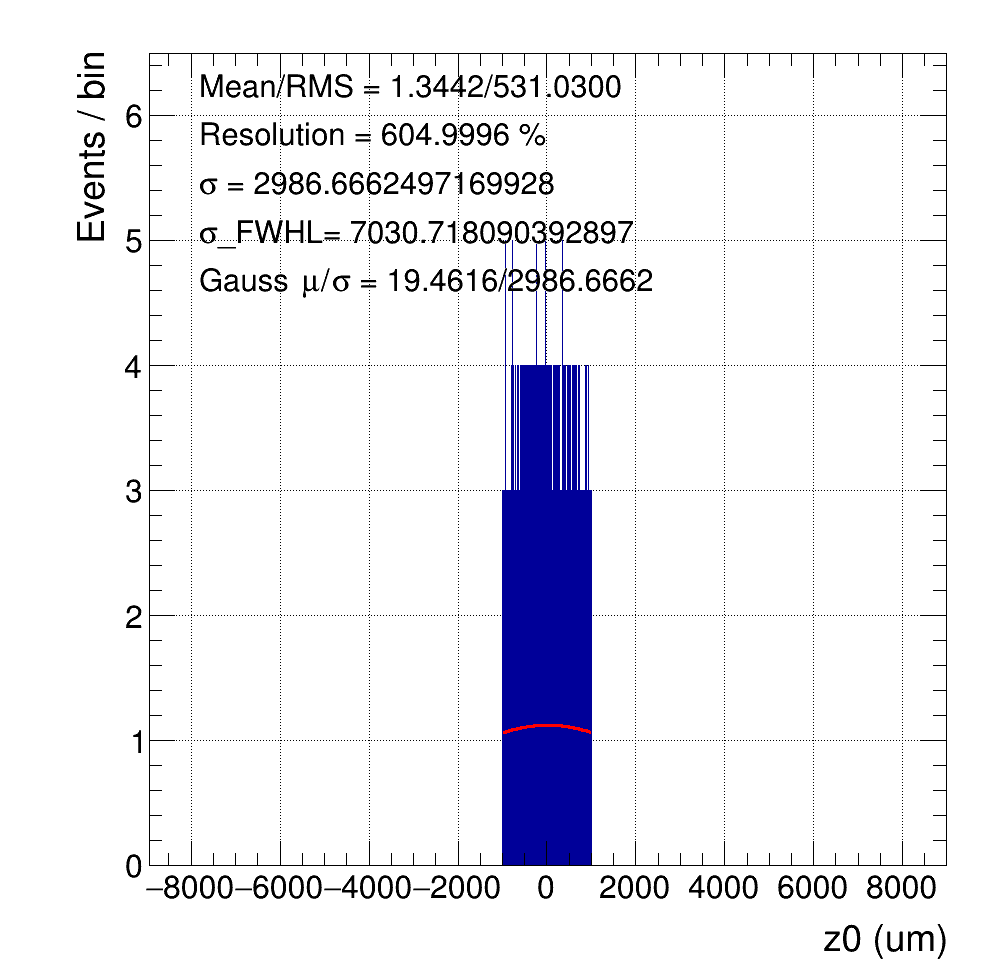 Events / bin
Mean/RMS = 1.3442/531.0300
Resolution = 604.9996 %
σ = 2986.6662497169928
σ_FWHL= 7030.718090392897
Gauss μ/σ = 19.4616/2986.6662
6
5
4
3
2
1
0
−8000−6000−4000−2000 0 2000 4000 6000 8000
z0 (um)